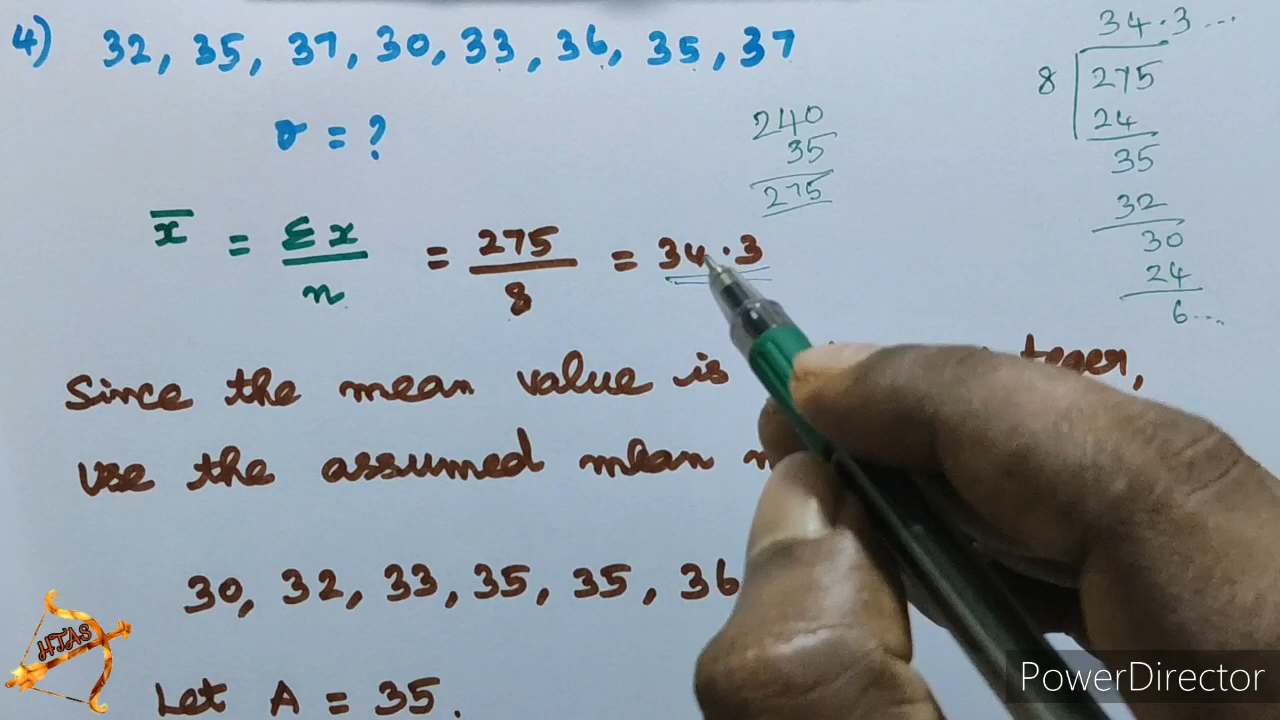 4) 32, 35, 37, 30, 33, 36, 35, 37
σ = ?
240
35
275
34.3...
8 275
24
35
32
30
24
6...
x̅ = Σx/n = 275/8 = 34.3
Since the mean value is
Use the assumed mean
30, 32, 33, 35, 35, 36
Let A = 35.
HTAS
PowerDirector